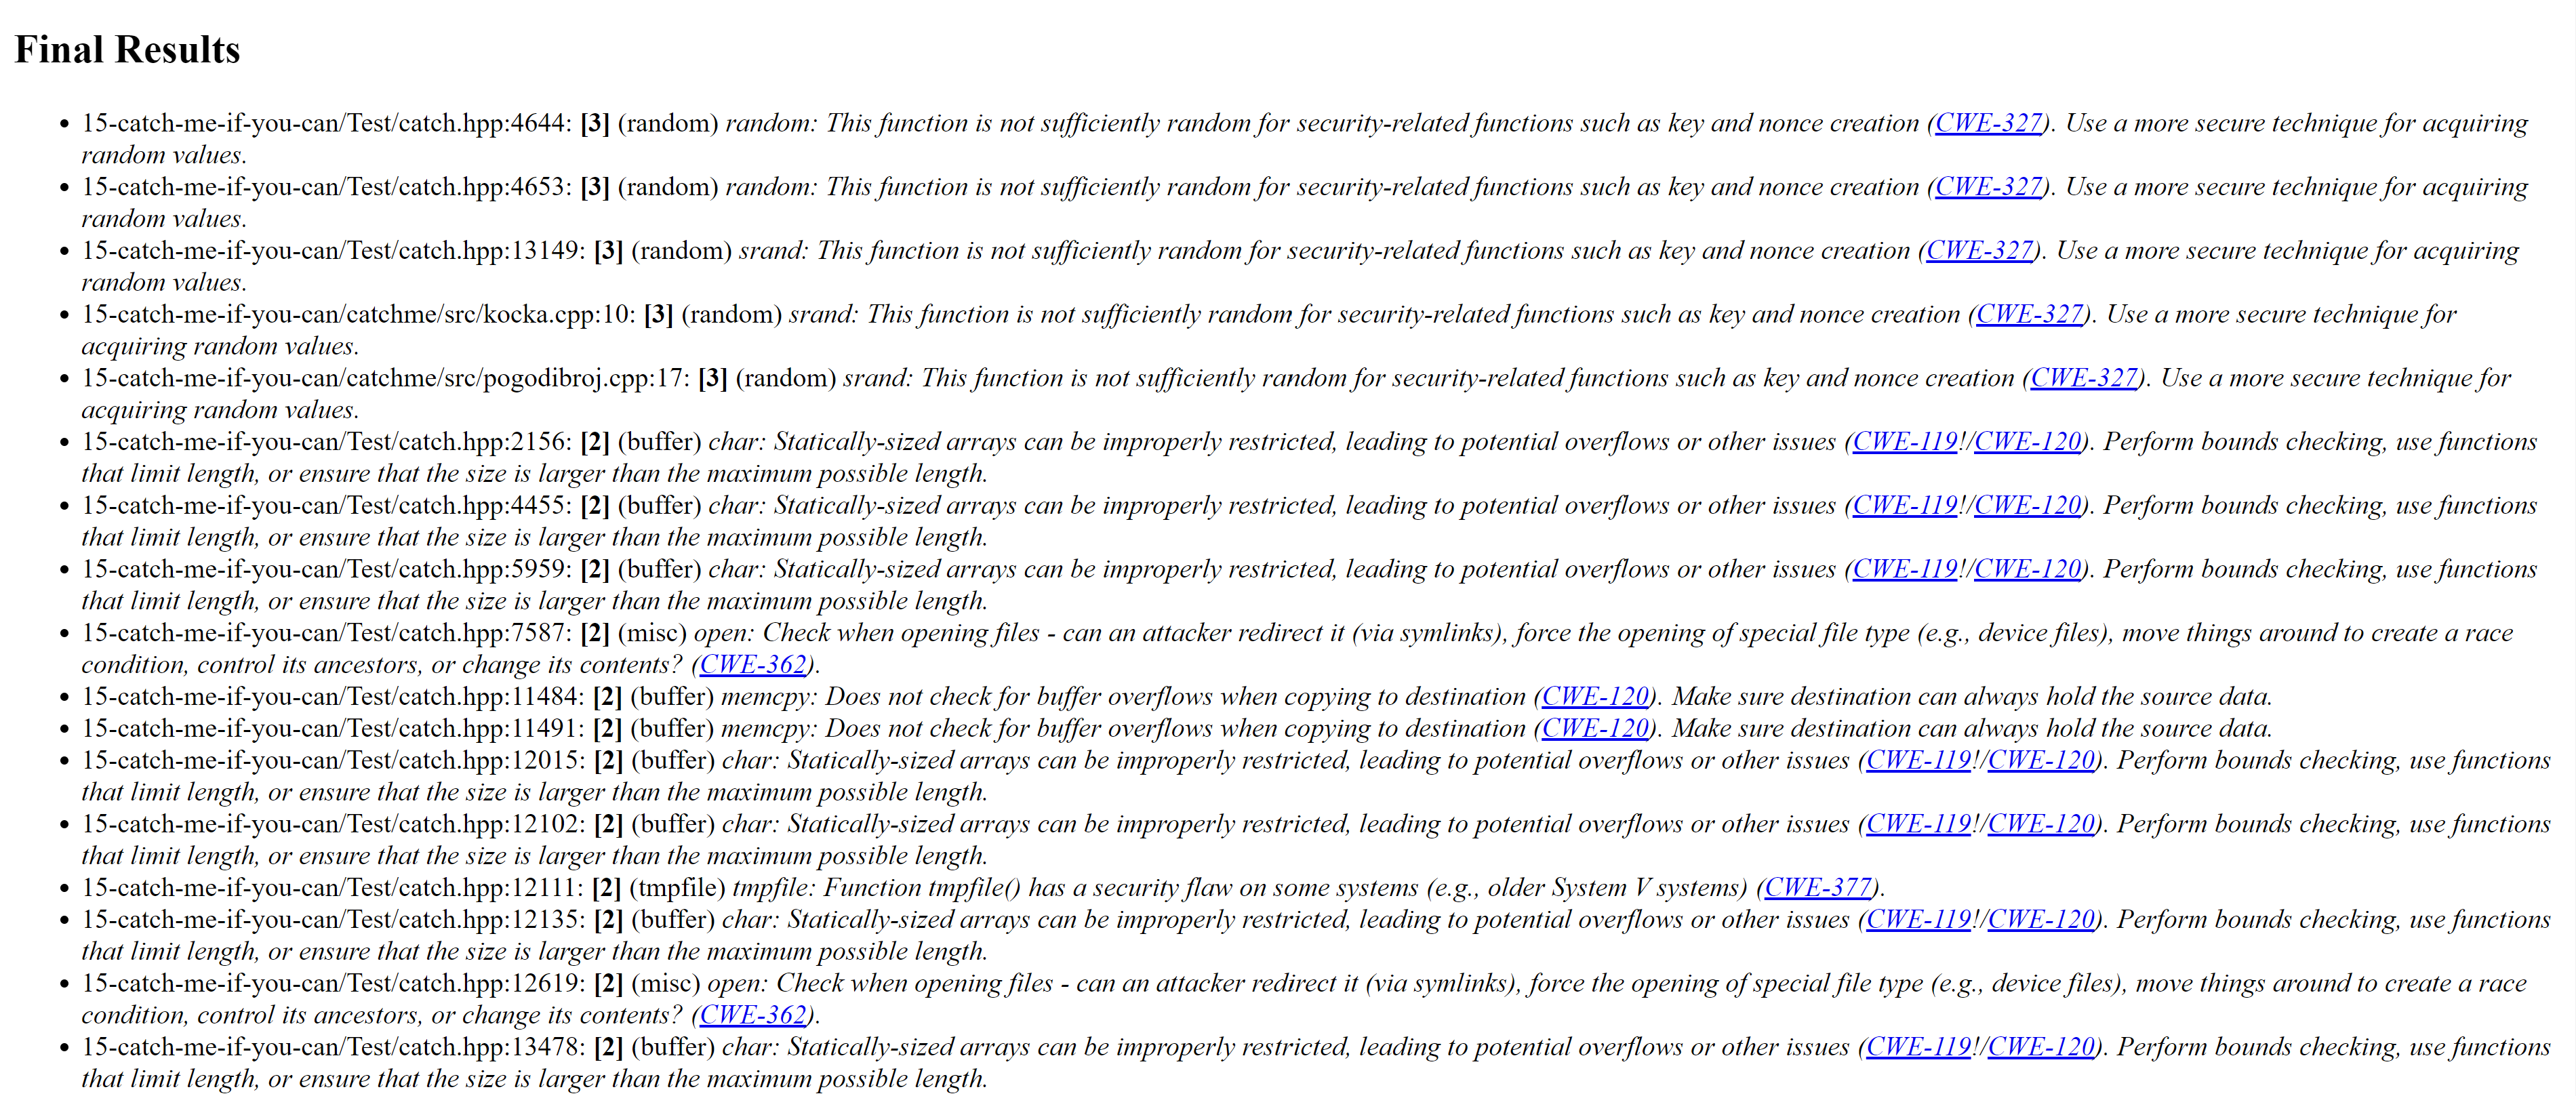 Final Results
• 15-catch-me-if-you-can/Test/catch.hpp:4644: [3] (random) random: This function is not sufficiently random for security-related functions such as key and nonce creation (CWE-327). Use a more secure technique for acquiring
random values.
• 15-catch-me-if-you-can/Test/catch.hpp:4653: [3] (random) random: This function is not sufficiently random for security-related functions such as key and nonce creation (CWE-327). Use a more secure technique for acquiring
random values.
• 15-catch-me-if-you-can/Test/catch.hpp:13149: [3] (random) srand: This function is not sufficiently random for security-related functions such as key and nonce creation (CWE-327). Use a more secure technique for acquiring
random values.
• 15-catch-me-if-you-can/catchme/src/kocka.cpp:10: [3] (random) srand: This function is not sufficiently random for security-related functions such as key and nonce creation (CWE-327). Use a more secure technique for
acquiring random values.
• 15-catch-me-if-you-can/catchme/src/pogodibroj.cpp:17: [3] (random) srand: This function is not sufficiently random for security-related functions such as key and nonce creation (CWE-327). Use a more secure technique for
acquiring random values.
• 15-catch-me-if-you-can/Test/catch.hpp:2156: [2] (buffer) char: Statically-sized arrays can be improperly restricted, leading to potential overflows or other issues (CWE-119!/CWE-120). Perform bounds checking, use functions
that limit length, or ensure that the size is larger than the maximum possible length.
• 15-catch-me-if-you-can/Test/catch.hpp:4455: [2] (buffer) char: Statically-sized arrays can be improperly restricted, leading to potential overflows or other issues (CWE-119!/CWE-120). Perform bounds checking, use functions
that limit length, or ensure that the size is larger than the maximum possible length.
• 15-catch-me-if-you-can/Test/catch.hpp:5959: [2] (buffer) char: Statically-sized arrays can be improperly restricted, leading to potential overflows or other issues (CWE-119!/CWE-120). Perform bounds checking, use functions
that limit length, or ensure that the size is larger than the maximum possible length.
• 15-catch-me-if-you-can/Test/catch.hpp:7587: [2] (misc) open: Check when opening files - can an attacker redirect it (via symlinks), force the opening of special file type (e.g., device files), move things around to create a race
condition, control its ancestors, or change its contents? (CWE-362).
• 15-catch-me-if-you-can/Test/catch.hpp:11484: [2] (buffer) memcpy: Does not check for buffer overflows when copying to destination (CWE-120). Make sure destination can always hold the source data.
• 15-catch-me-if-you-can/Test/catch.hpp:11491: [2] (buffer) memcpy: Does not check for buffer overflows when copying to destination (CWE-120). Make sure destination can always hold the source data.
• 15-catch-me-if-you-can/Test/catch.hpp:12015: [2] (buffer) char: Statically-sized arrays can be improperly restricted, leading to potential overflows or other issues (CWE-119!/CWE-120). Perform bounds checking, use functions
that limit length, or ensure that the size is larger than the maximum possible length.
• 15-catch-me-if-you-can/Test/catch.hpp:12102: [2] (buffer) char: Statically-sized arrays can be improperly restricted, leading to potential overflows or other issues (CWE-119!/CWE-120). Perform bounds checking, use functions
that limit length, or ensure that the size is larger than the maximum possible length.
• 15-catch-me-if-you-can/Test/catch.hpp:12111: [2] (tmpfile) tmpfile: Function tmpfile() has a security flaw on some systems (e.g., older System V systems) (CWE-377).
• 15-catch-me-if-you-can/Test/catch.hpp:12135: [2] (buffer) char: Statically-sized arrays can be improperly restricted, leading to potential overflows or other issues (CWE-119!/CWE-120). Perform bounds checking, use functions
that limit length, or ensure that the size is larger than the maximum possible length.
• 15-catch-me-if-you-can/Test/catch.hpp:12619: [2] (misc) open: Check when opening files - can an attacker redirect it (via symlinks), force the opening of special file type (e.g., device files), move things around to create a race
condition, control its ancestors, or change its contents? (CWE-362).
• 15-catch-me-if-you-can/Test/catch.hpp:13478: [2] (buffer) char: Statically-sized arrays can be improperly restricted, leading to potential overflows or other issues (CWE-119!/CWE-120). Perform bounds checking, use functions
that limit length, or ensure that the size is larger than the maximum possible length.